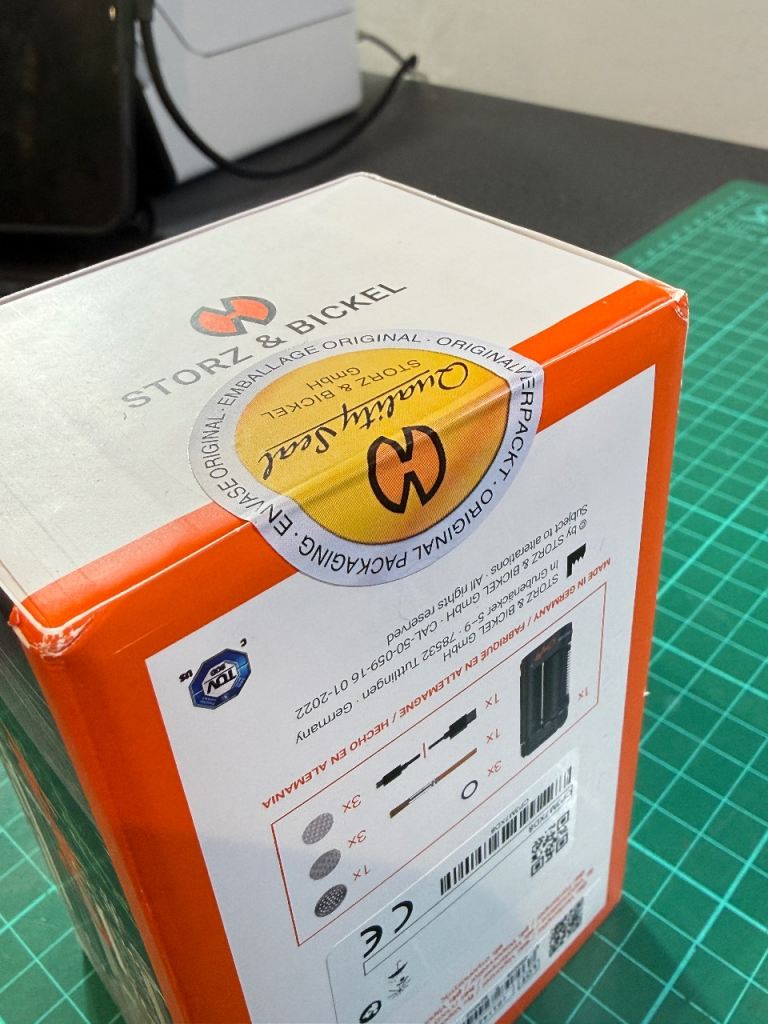 STORZ & BICKEL
ENVASE ORIGINAL · EMBALLAGE ORIGINAL · ORIGINALVERPACKT · ORIGINAL PACKAGING ·
Quality Seal
STORZ & BICKEL
GmbH
© by STORZ & BICKEL GmbH · CAL-50-059-16 01-2022
Subject to alterations · All rights reserved
STORZ & BICKEL GmbH
In Grubenäcker 5–9 · 78532 Tuttlingen · Germany
TÜV
SÜD
C
US
MADE IN GERMANY / FABRIQUÉ EN ALLEMAGNE / HECHO EN ALEMANIA
1x
1x
1x
3x
3x
3x
1x
CE